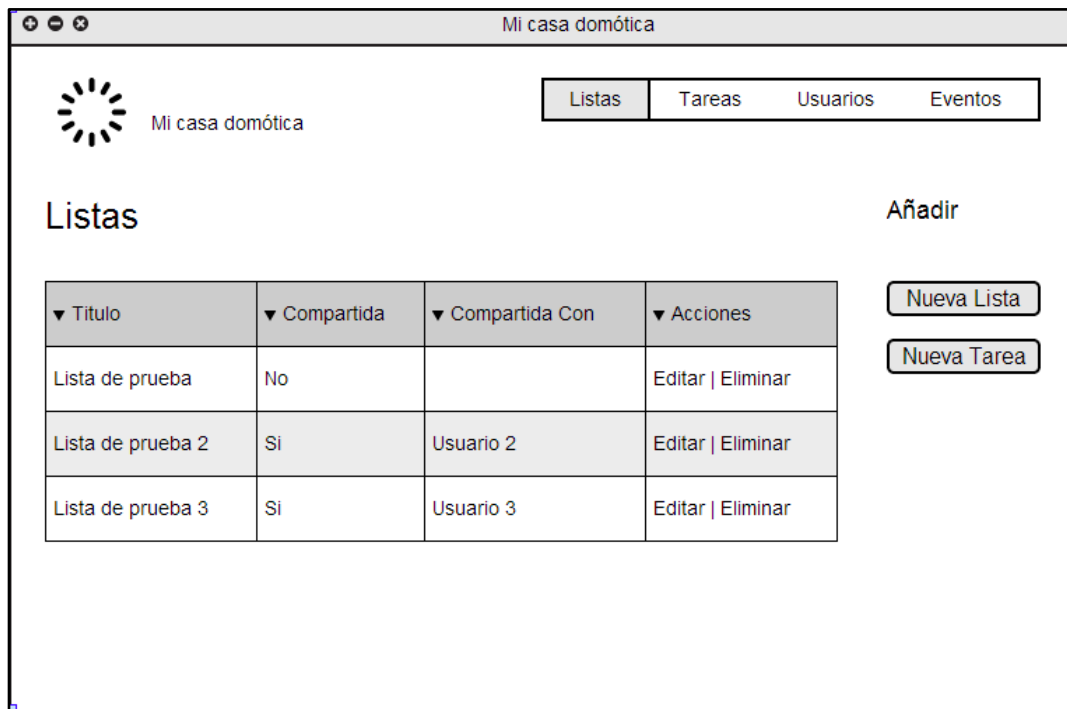 Mi casa domótica
Mi casa domótica
Listas Tareas Usuarios Eventos
Listas
Añadir
▼ Titulo ▼ Compartida ▼ Compartida Con ▼ Acciones
Lista de prueba No Editar | Eliminar
Lista de prueba 2 Si Usuario 2 Editar | Eliminar
Lista de prueba 3 Si Usuario 3 Editar | Eliminar
Nueva Lista
Nueva Tarea